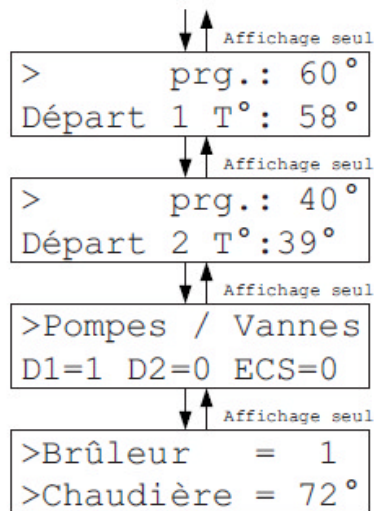 Affichage seul
> prg.: 60°
Départ 1 T°: 58°
Affichage seul
> prg.: 40°
Départ 2 T°:39°
Affichage seul
>Pompes / Vannes
D1=1 D2=0 ECS=0
Affichage seul
>Brûleur = 1
>Chaudière = 72°